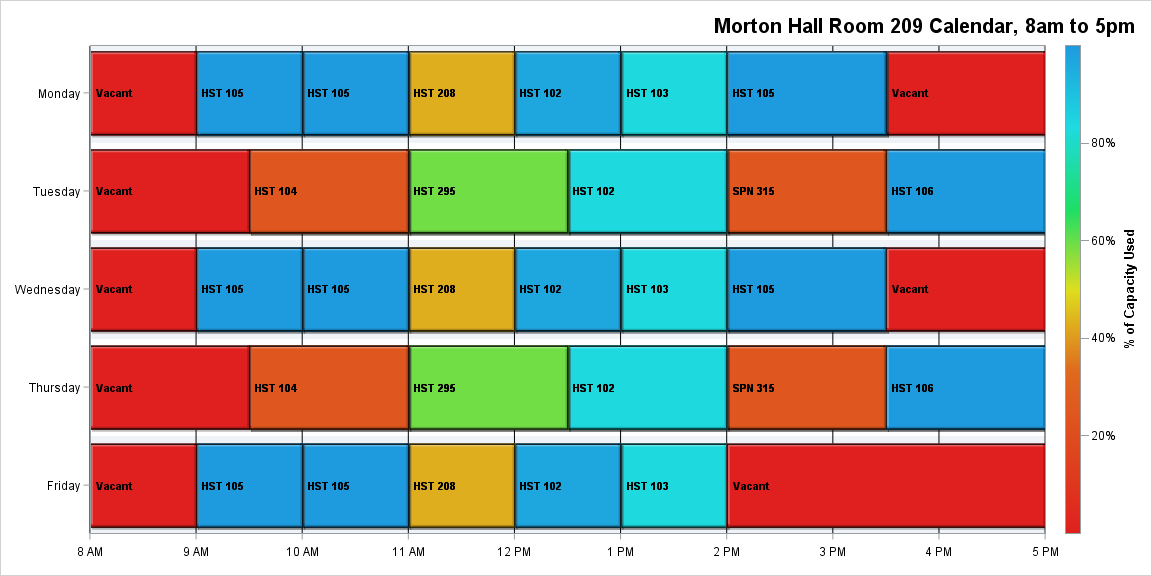 Morton Hall Room 209 Calendar, 8am to 5pm
Monday Vacant HST 105 HST 105 HST 208 HST 102 HST 103 HST 105 Vacant
80%
Tuesday Vacant HST 104 HST 295 HST 102 SPN 315 HST 106
60%
% of Capacity Used
Wednesday Vacant HST 105 HST 105 HST 208 HST 102 HST 103 HST 105 Vacant
40%
Thursday Vacant HST 104 HST 295 HST 102 SPN 315 HST 106
20%
Friday Vacant HST 105 HST 105 HST 208 HST 102 HST 103 Vacant
8 AM 9 AM 10 AM 11 AM 12 PM 1 PM 2 PM 3 PM 4 PM 5 PM